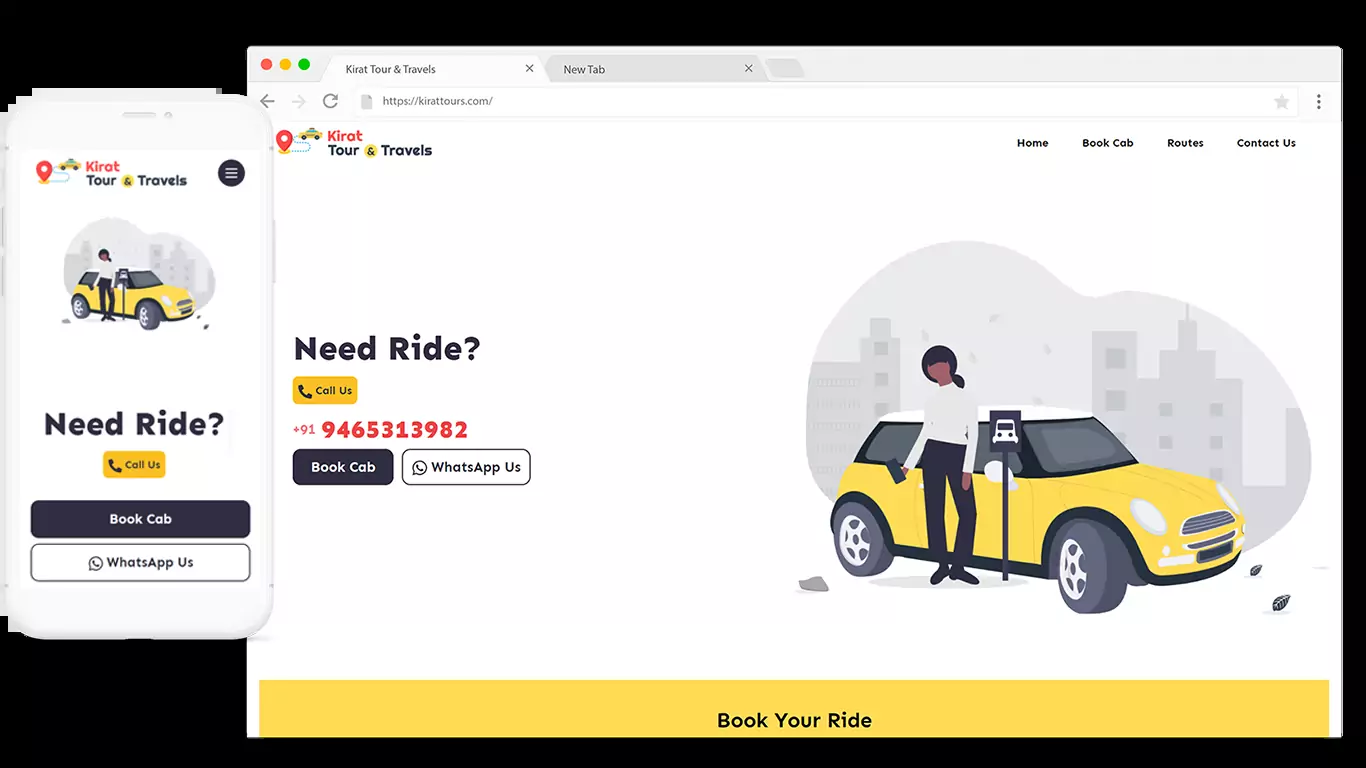 Kirat Tour & Travels
New Tab
https://kirattours.com/
Kirat
Tour & Travels
Home
Book Cab
Routes
Contact Us
Need Ride?
Call Us
+91 9465313982
Book Cab
WhatsApp Us
Book Your Ride
Kirat
Tour & Travels
Need Ride?
Call Us
Book Cab
WhatsApp Us